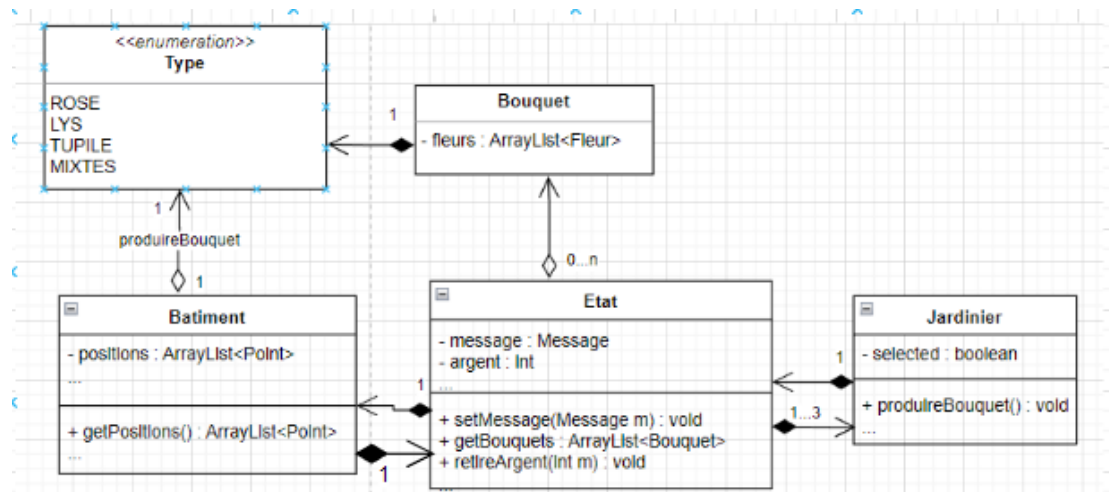 <<enumeration>>
Type
ROSE
LYS
TUPILE
MIXTES
1
Bouquet
- fleurs : ArrayList<Fleur>
1
produireBouquet
1
0...n
Batiment
- positions : ArrayList<Point>
...
+ getPositions() : ArrayList<Point>
...
1
Etat
- message : Message
- argent : Int
...
+ setMessage(Message m) : void
+ getBouquets : ArrayList<Bouquet>
+ retireArgent(Int m) : void
...
1
1
1...3
Jardinier
- selected : boolean
+ produireBouquet() : void
...